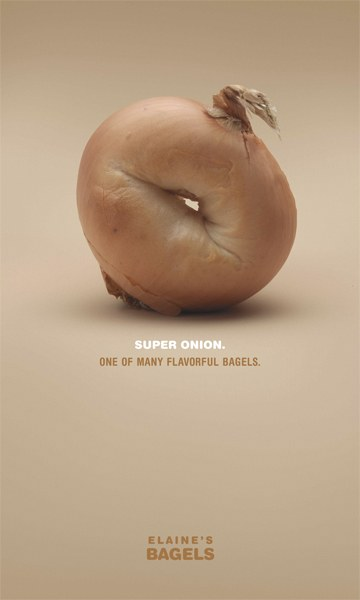 SUPER ONION.
ONE OF MANY FLAVORFUL BAGELS.
ELAINE'S
BAGELS